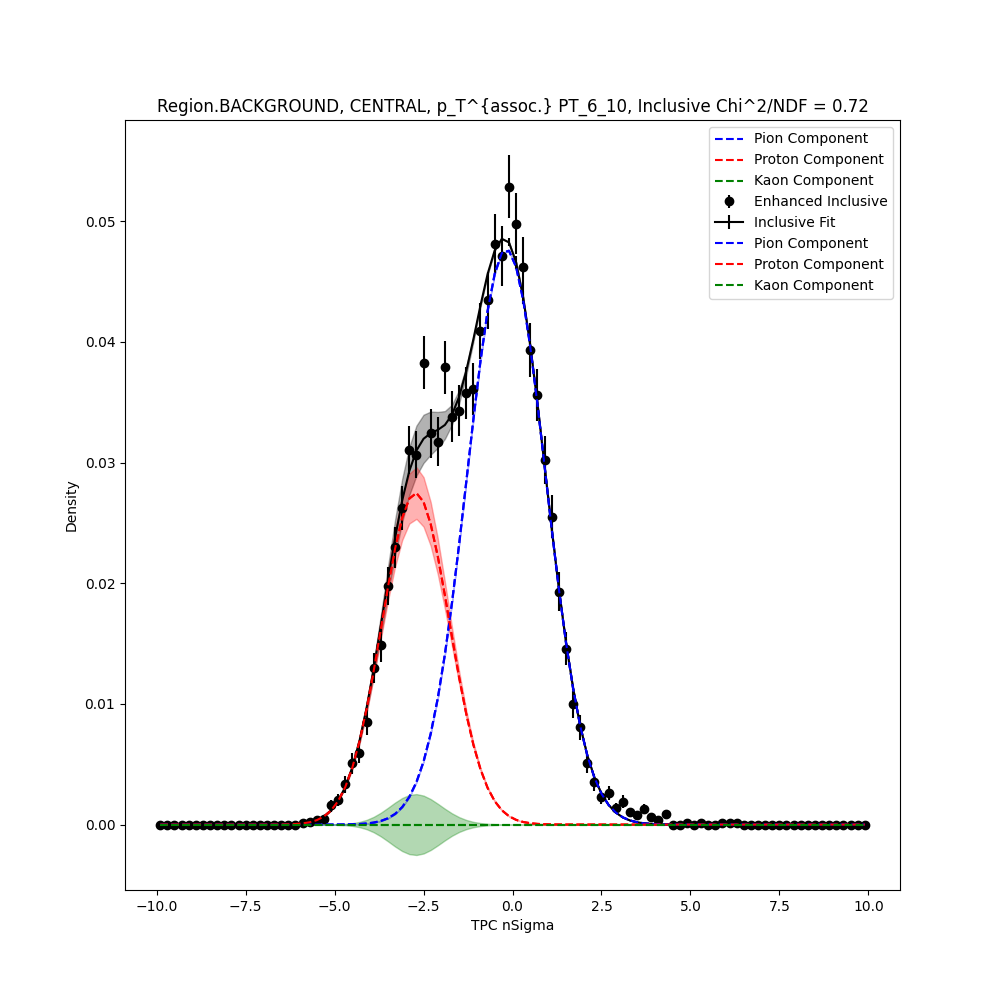 Region.BACKGROUND, CENTRAL, p_T^{assoc.} PT_6_10, Inclusive Chi^2/NDF = 0.72
Pion Component
Proton Component
Kaon Component
Enhanced Inclusive
Inclusive Fit
Pion Component
Proton Component
Kaon Component
0.05
0.04
0.03
0.02
0.01
0.00
Density
−10.0 −7.5 −5.0 −2.5 0.0 2.5 5.0 7.5 10.0
TPC nSigma